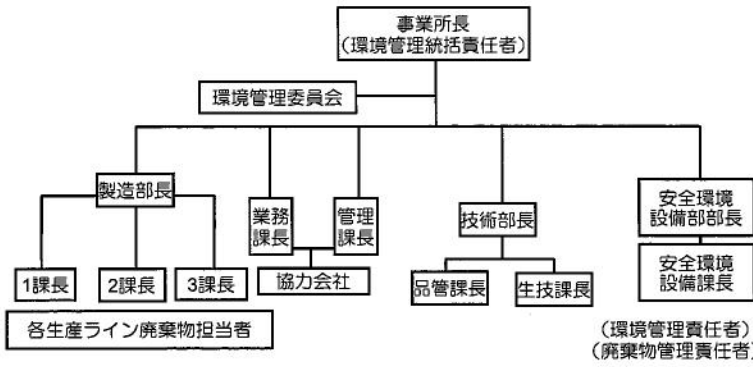 事業所長
(環境管理統括責任者)
環境管理委員会
製造部長
業務
課長
管理
課長
技術部長
安全環境
設備部部長
1課長
2課長
3課長
協力会社
品管課長
生技課長
安全環境
設備課長
各生産ライン廃棄物担当者
(環境管理責任者)
(廃棄物管理責任者)